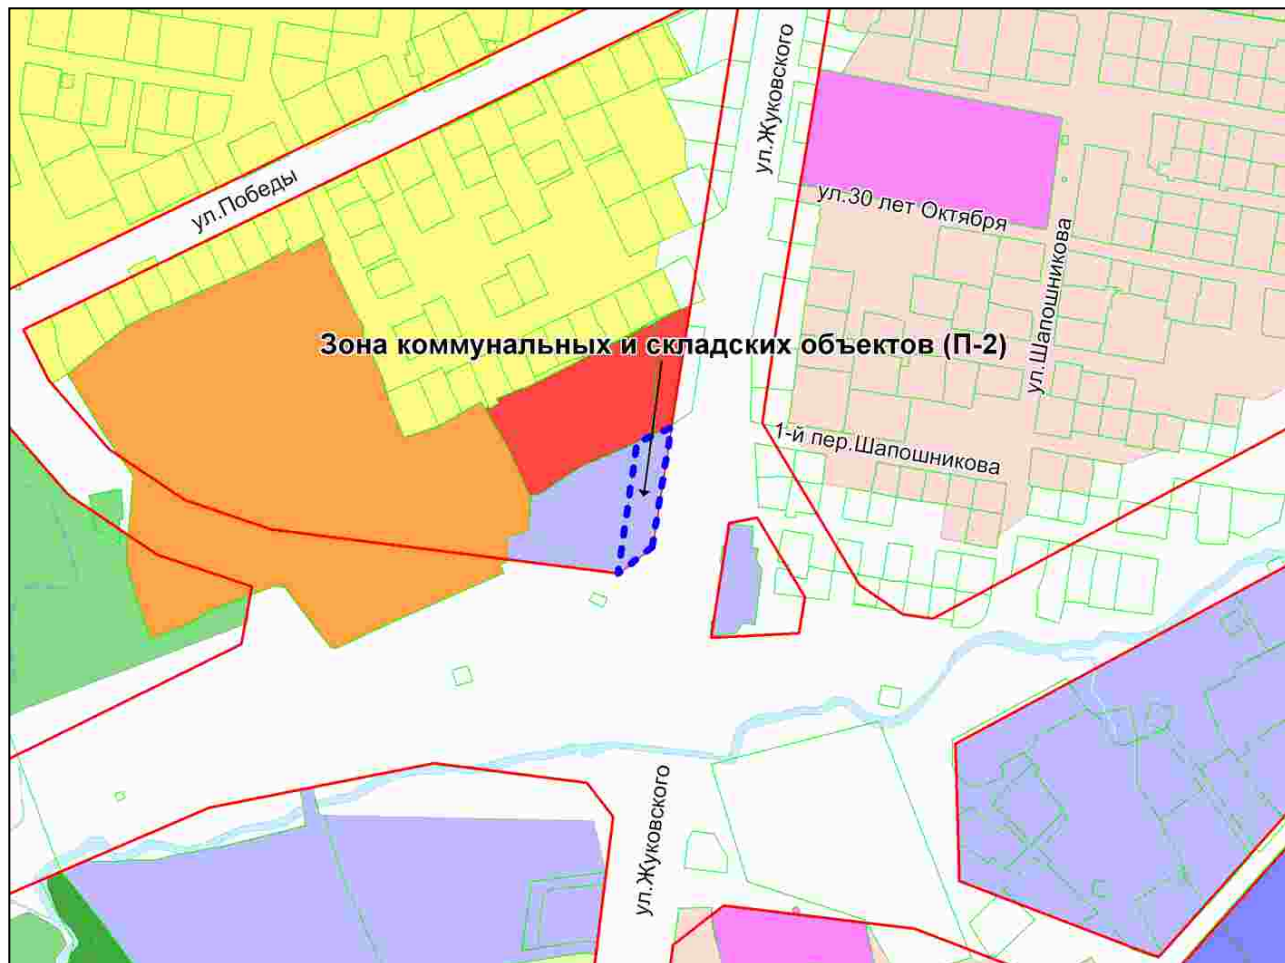 ул.Жуковского
ул.Победы
ул.30 лет Октября
ул.Шапошникова
Зона коммунальных и складских объектов (П-2)
1-й пер.Шапошникова
ул.Жуковского